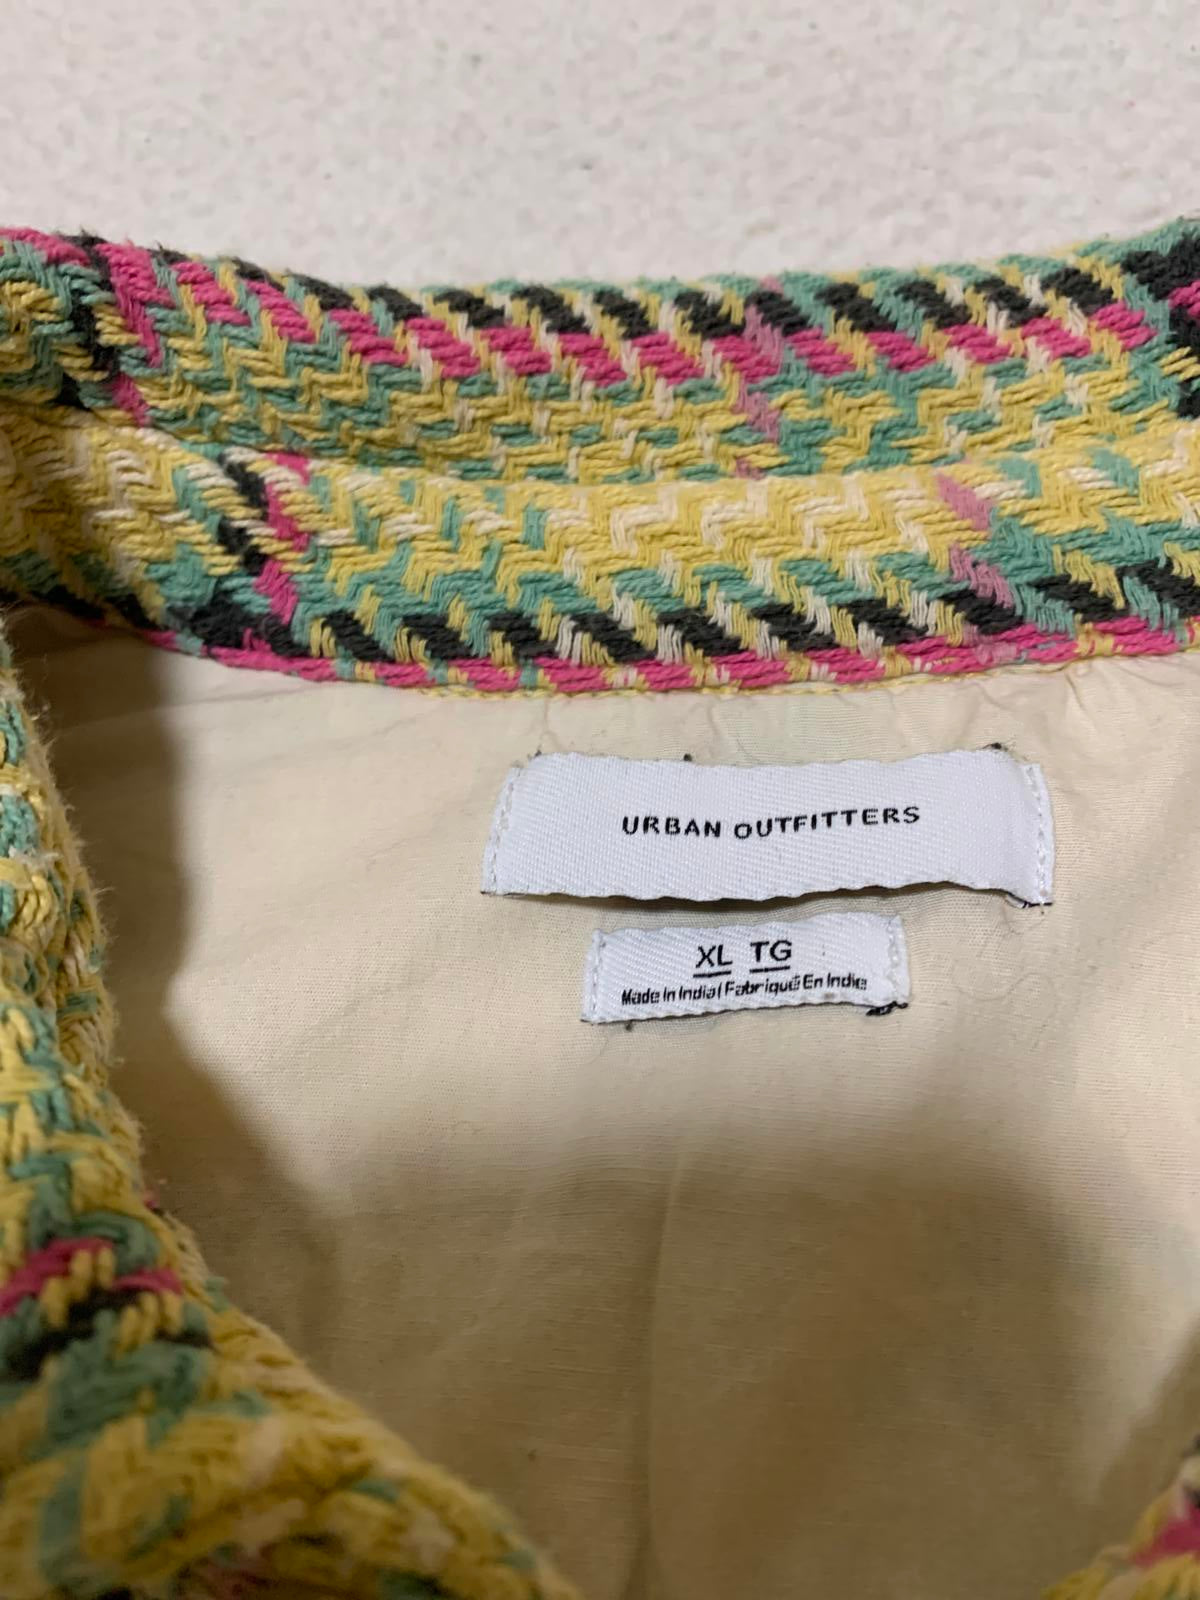 URBAN OUTFITTERS
XL TG
Made In India / Fabriqué En Indie